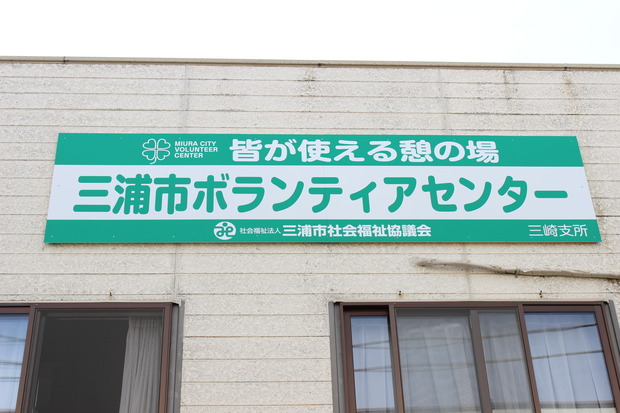 MIURA CITY
VOLUNTEER
CENTER
皆が使える憩の場
三浦市ボランティアセンター
社会福祉法人 三浦市社会福祉協議会
三崎支所